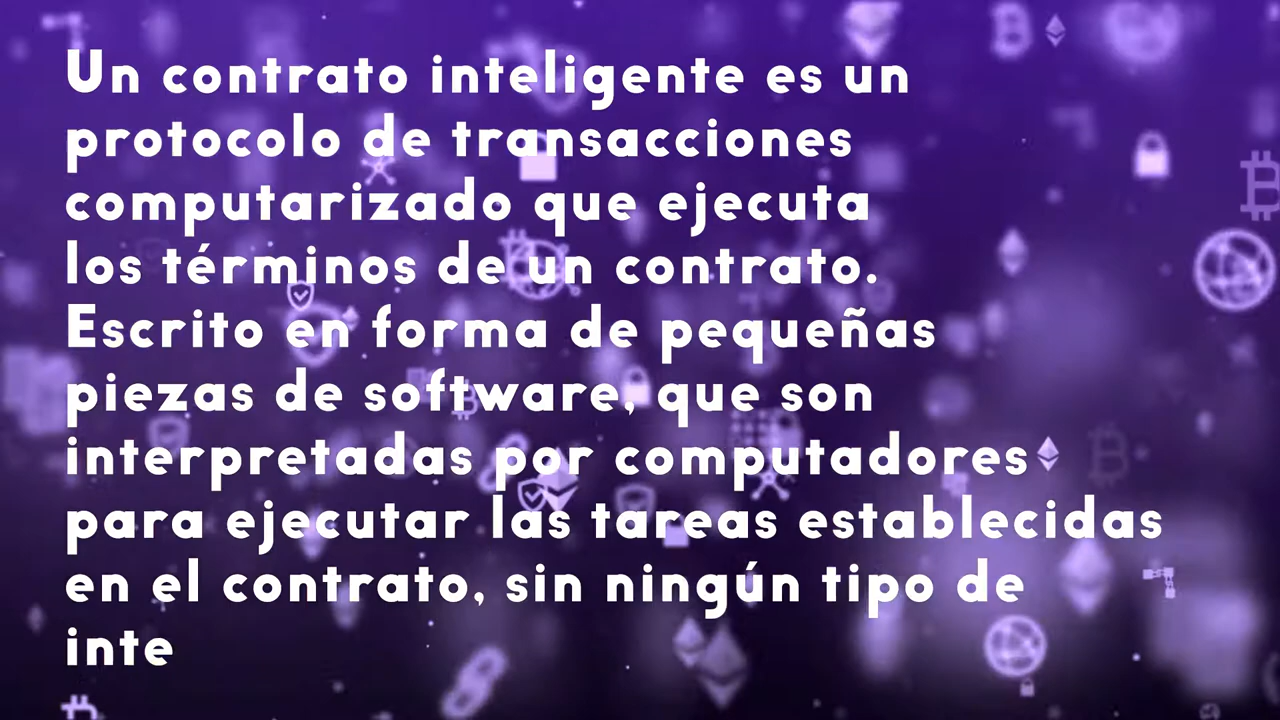 Un contrato inteligente es un
protocolo de transacciones
computarizado que ejecuta
los términos de un contrato.
Escrito en forma de pequeñas
piezas de software, que son
interpretadas por computadores
para ejecutar las tareas establecidas
en el contrato, sin ningún tipo de
inte